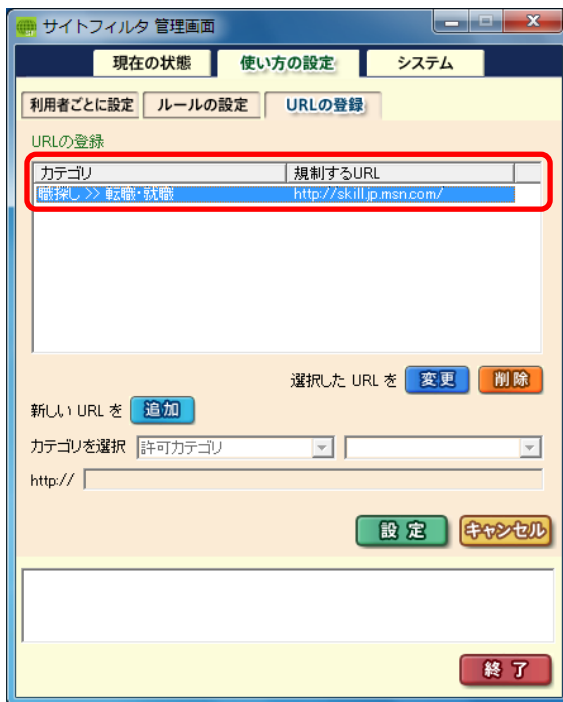 サイトフィルタ 管理画面
現在の状態 使い方の設定 システム
利用者ごとに設定 ルールの設定 URLの登録
URLの登録
カテゴリ 規制するURL
職探し >> 転職・就職 http://skill.jp.msn.com/
選択した URL を 変更 削除
新しい URL を 追加
カテゴリを選択 許可カテゴリ
http://
設定 キャンセル
終了